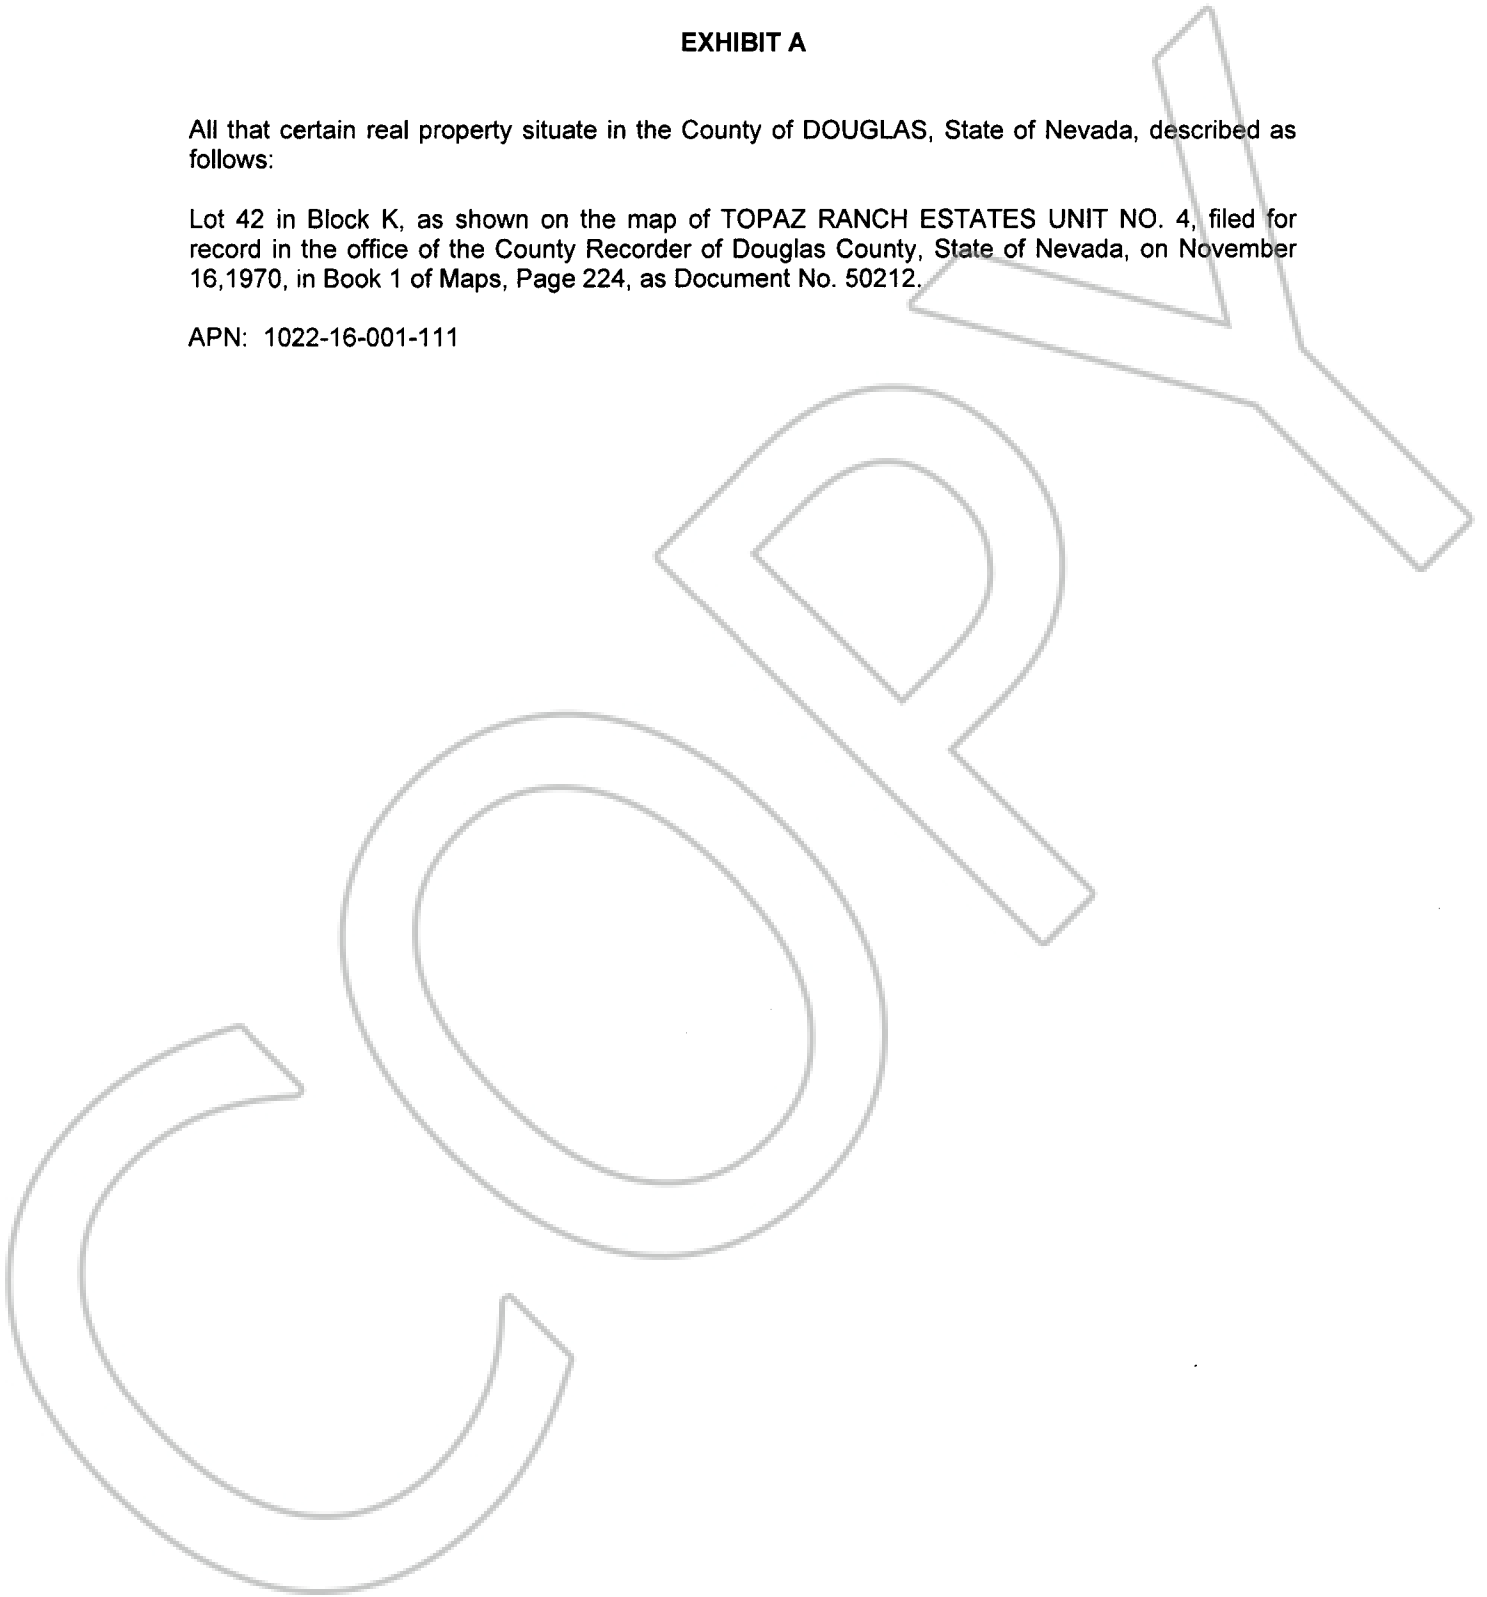 EXHIBIT A
All that certain real property situate in the County of DOUGLAS, State of Nevada, described as
follows:
Lot 42 in Block K, as shown on the map of TOPAZ RANCH ESTATES UNIT NO. 4, filed for
record in the office of the County Recorder of Douglas County, State of Nevada, on November
16,1970, in Book 1 of Maps, Page 224, as Document No. 50212.
APN: 1022-16-001-111
COPY